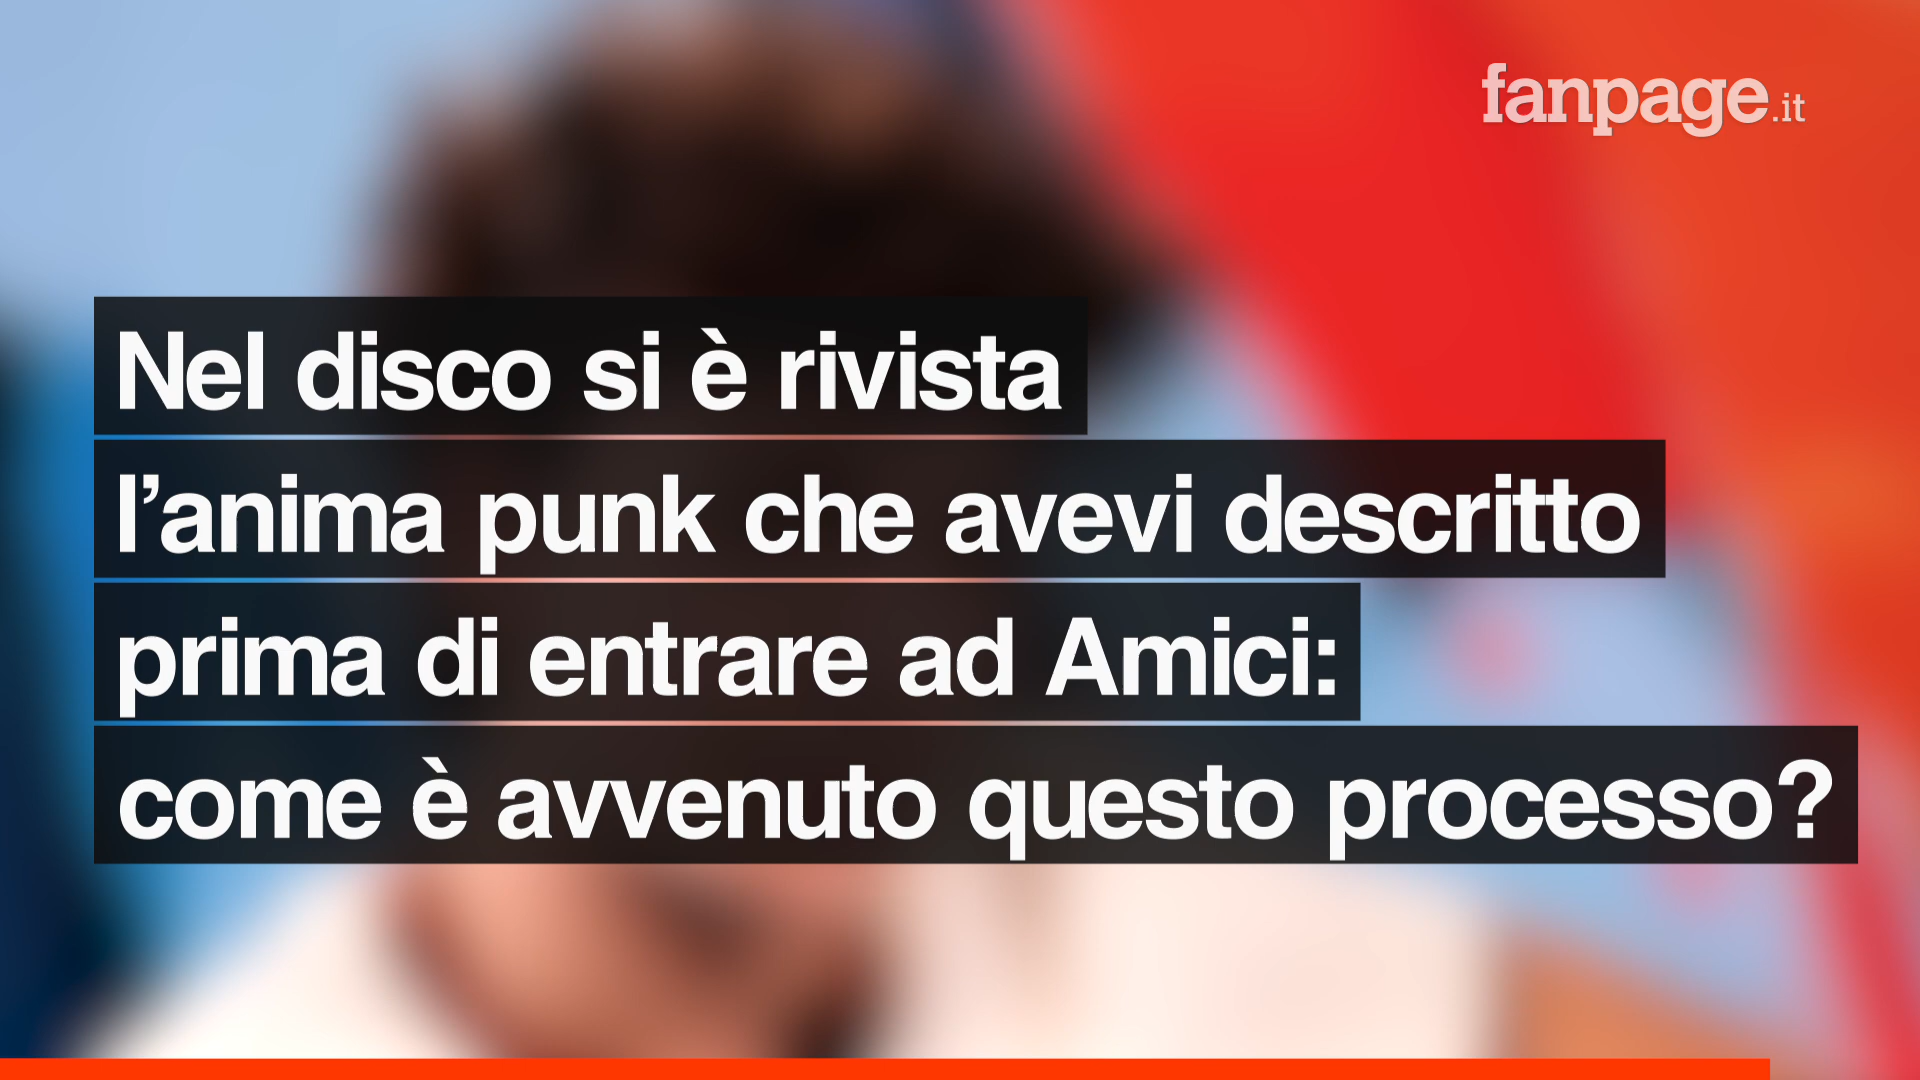 fanpage.it
Nel disco si è rivista
l’anima punk che avevi descritto
prima di entrare ad Amici:
come è avvenuto questo processo?